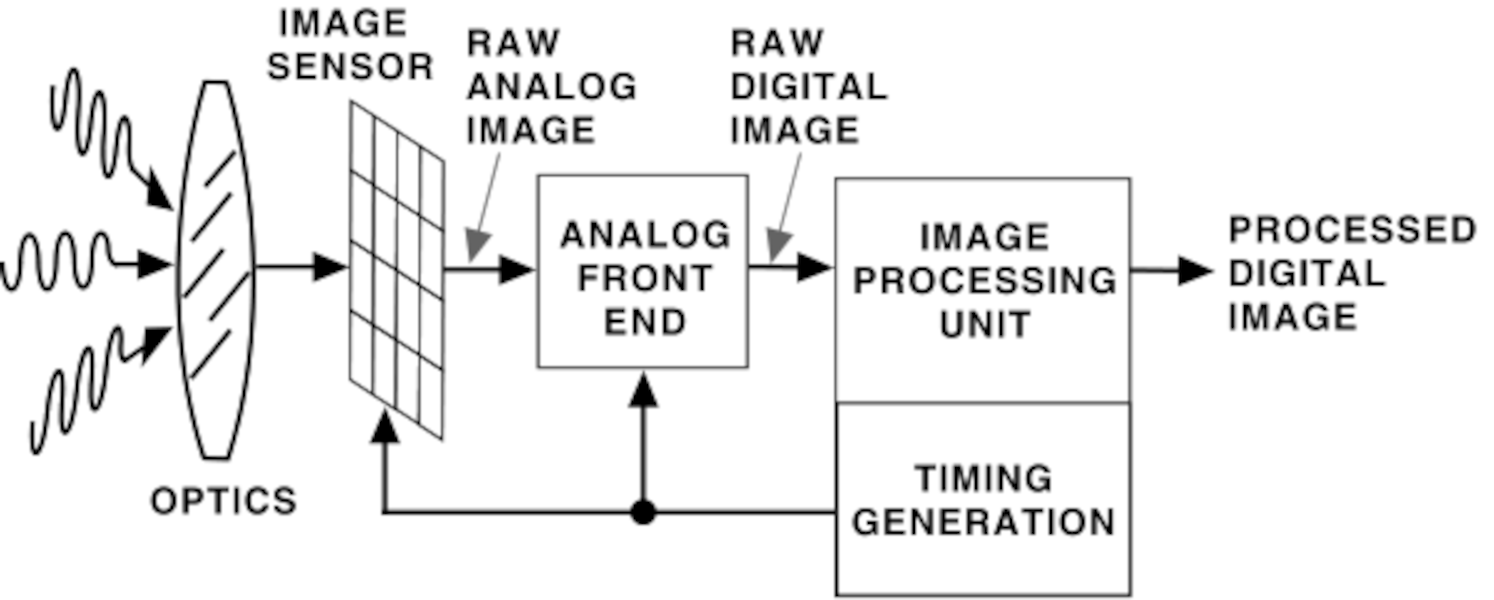 IMAGE
SENSOR
RAW
ANALOG
IMAGE
RAW
DIGITAL
IMAGE
ANALOG
FRONT
END
IMAGE
PROCESSING
UNIT
PROCESSED
DIGITAL
IMAGE
OPTICS
TIMING
GENERATION